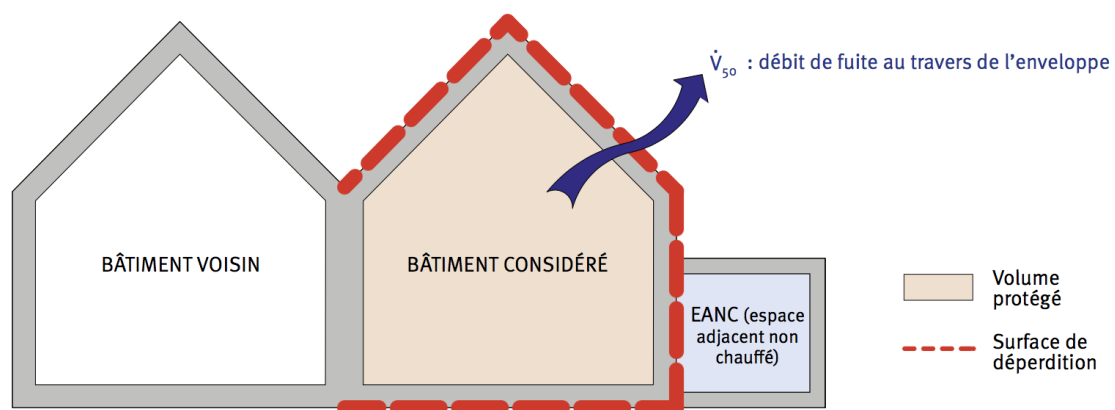 V̇₅₀ : débit de fuite au travers de l'enveloppe
BÂTIMENT VOISIN
BÂTIMENT CONSIDÉRÉ
EANC (espace
adjacent non
chauffé)
Volume
protégé
Surface de
déperdition